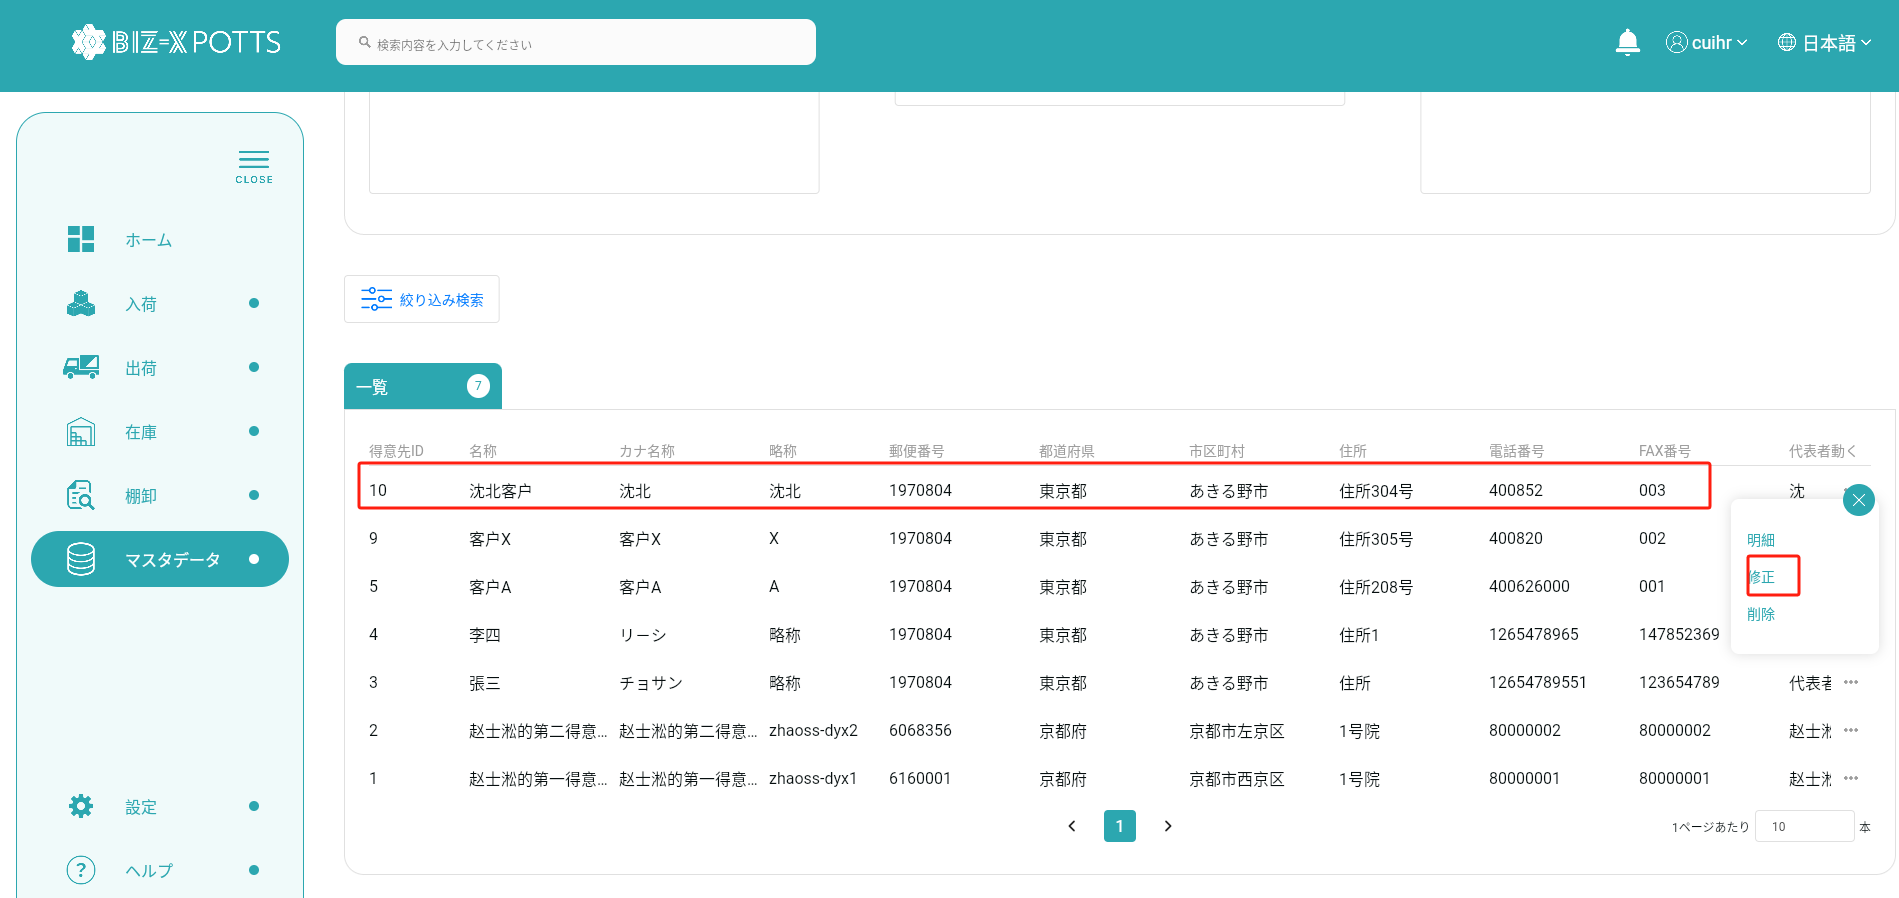 BIZ-X POTTS
検索内容を入力してください
cuihr
日本語
CLOSE
ホーム
入荷
出荷
在庫
棚卸
マスタデータ
設定
ヘルプ
絞り込み検索
一覧 7
得意先ID 名称 カナ名称 略称 郵便番号 都道府県 市区町村 住所 電話番号 FAX番号 代表者動く
10 沈北客户 沈北 沈北 1970804 東京都 あきる野市 住所304号 400852 003 沈
9 客户X 客户X X 1970804 東京都 あきる野市 住所305号 400820 002
5 客户A 客户A A 1970804 東京都 あきる野市 住所208号 400626000 001
4 李四 リーシ 略称 1970804 東京都 あきる野市 住所1 1265478965 147852369
3 張三 チョサン 略称 1970804 東京都 あきる野市 住所 12654789551 123654789 代表者 ···
2 赵士淞的第二得意... 赵士淞的第二得意... zhaoss-dyx2 6068356 京都府 京都市左京区 1号院 80000002 80000002 赵士淞 ···
1 赵士淞的第一得意... 赵士淞的第一得意... zhaoss-dyx1 6160001 京都府 京都市西京区 1号院 80000001 80000001 赵士淞 ···
明細
修正
削除
1
1ページあたり 10 本